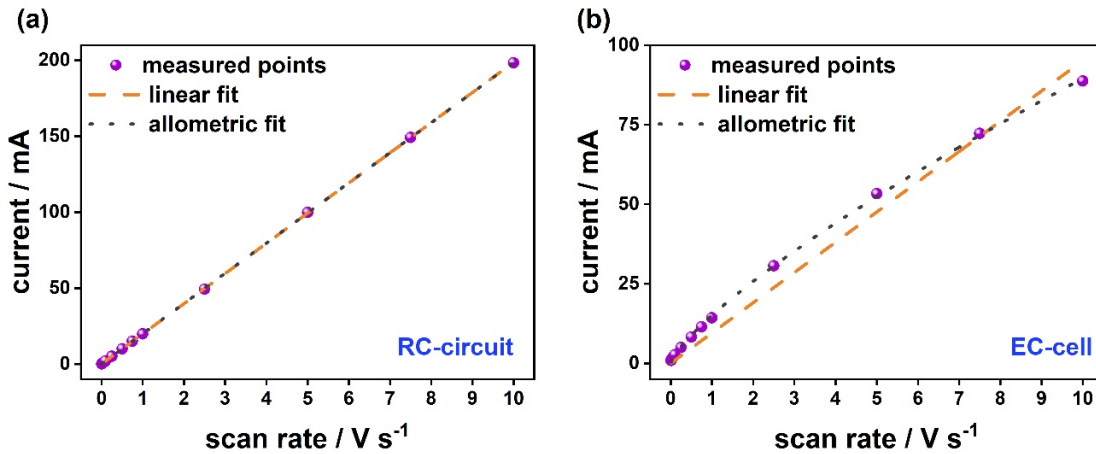 (a)
200
150
100
50
0
current / mA
measured points
linear fit
allometric fit
RC-circuit
0 1 2 3 4 5 6 7 8 9 10
scan rate / V s⁻¹
(b)
100
75
50
25
0
current / mA
measured points
linear fit
allometric fit
EC-cell
0 1 2 3 4 5 6 7 8 9 10
scan rate / V s⁻¹